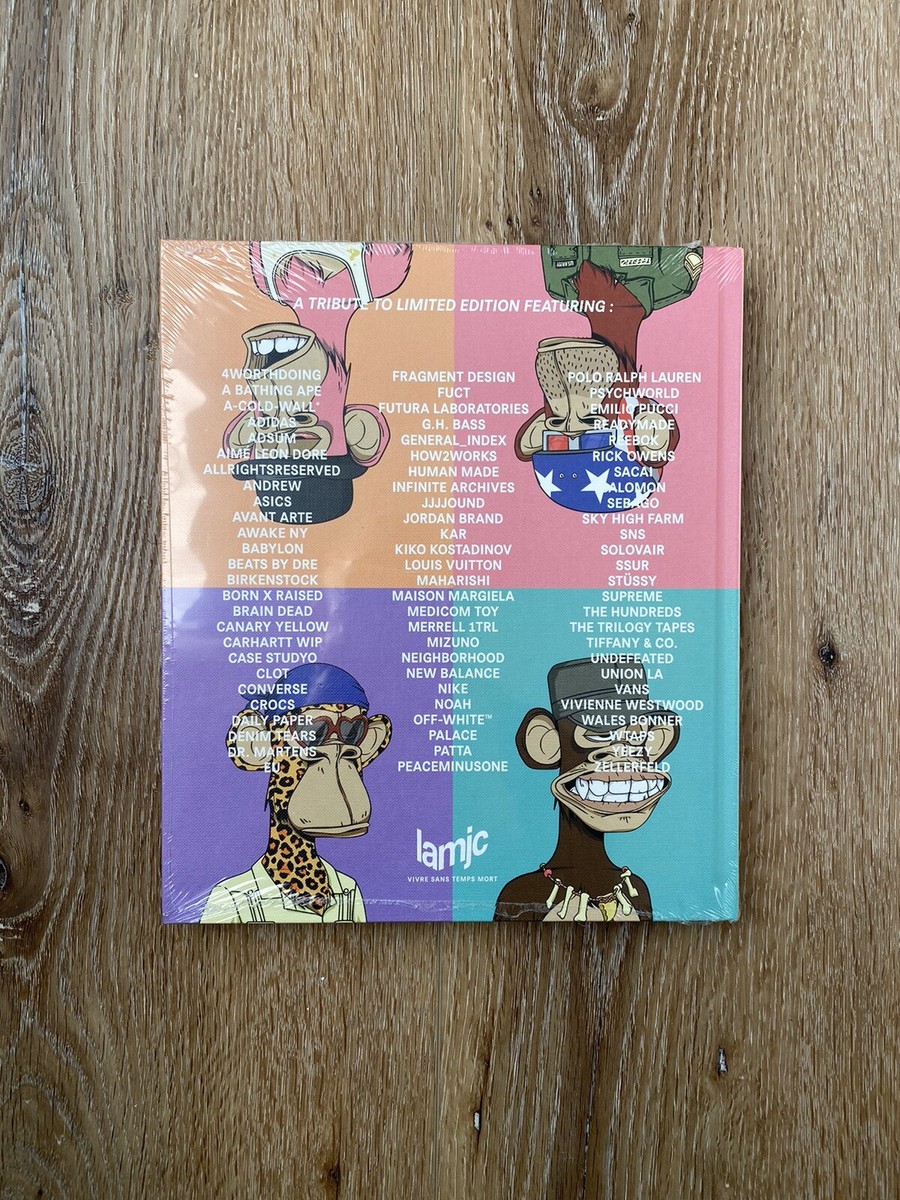 A TRIBUTE TO LIMITED EDITION FEATURING :
4WORTHDOING
A BATHING APE
A-COLD-WALL*
ADIDAS
ADSUM
AIMÉ LEON DORE
ALLRIGHTSRESERVED
ANDREW
ASICS
AVANT ARTE
AWAKE NY
BABYLON
BEATS BY DRE
BIRKENSTOCK
BORN X RAISED
BRAIN DEAD
CANARY YELLOW
CARHARTT WIP
CASE STUDYO
CLOT
CONVERSE
CROCS
DAILY PAPER
DENIM TEARS
DR. MARTENS
EU
FRAGMENT DESIGN
FUCT
FUTURA LABORATORIES
G.H. BASS
GENERAL_INDEX
HOW2WORKS
HUMAN MADE
INFINITE ARCHIVES
JJJJOUND
JORDAN BRAND
KAR
KIKO KOSTADINOV
LOUIS VUITTON
MAHARISHI
MAISON MARGIELA
MEDICOM TOY
MERRELL 1TRL
MIZUNO
NEIGHBORHOOD
NEW BALANCE
NIKE
NOAH
OFF-WHITE™
PALACE
PATTA
PEACEMINUSONE
POLO RALPH LAUREN
PSYCHWORLD
EMILIO PUCCI
READYMADE
REEBOK
RICK OWENS
SACAI
SALOMON
SEBAGO
SKY HIGH FARM
SNS
SOLOVAIR
SSUR
STÜSSY
SUPREME
THE HUNDREDS
THE TRILOGY TAPES
TIFFANY & CO.
UNDEFEATED
UNION LA
VANS
VIVIENNE WESTWOOD
WALES BONNER
WTAPS
YEEZY
ZELLERFELD
lamjc
VIVRE SANS TEMPS MORT